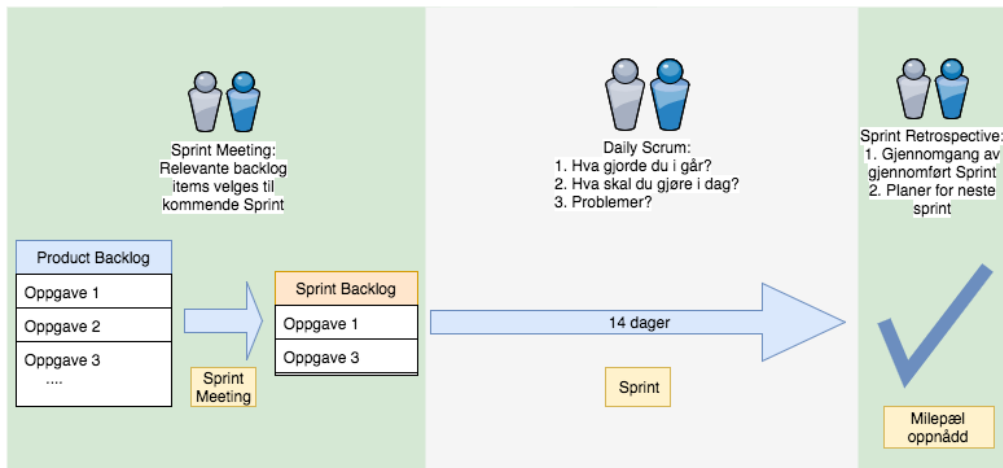 Sprint Meeting:
Relevante backlog
items velges til
kommende Sprint
Daily Scrum:
1. Hva gjorde du i går?
2. Hva skal du gjøre i dag?
3. Problemer?
Sprint Retrospective:
1. Gjennomgang av
gjennomført Sprint
2. Planer for neste
sprint
Product Backlog
Oppgave 1
Oppgave 2
Oppgave 3
....
Sprint
Meeting
Sprint Backlog
Oppgave 1
Oppgave 3
14 dager
Sprint
Milepæl
oppnådd